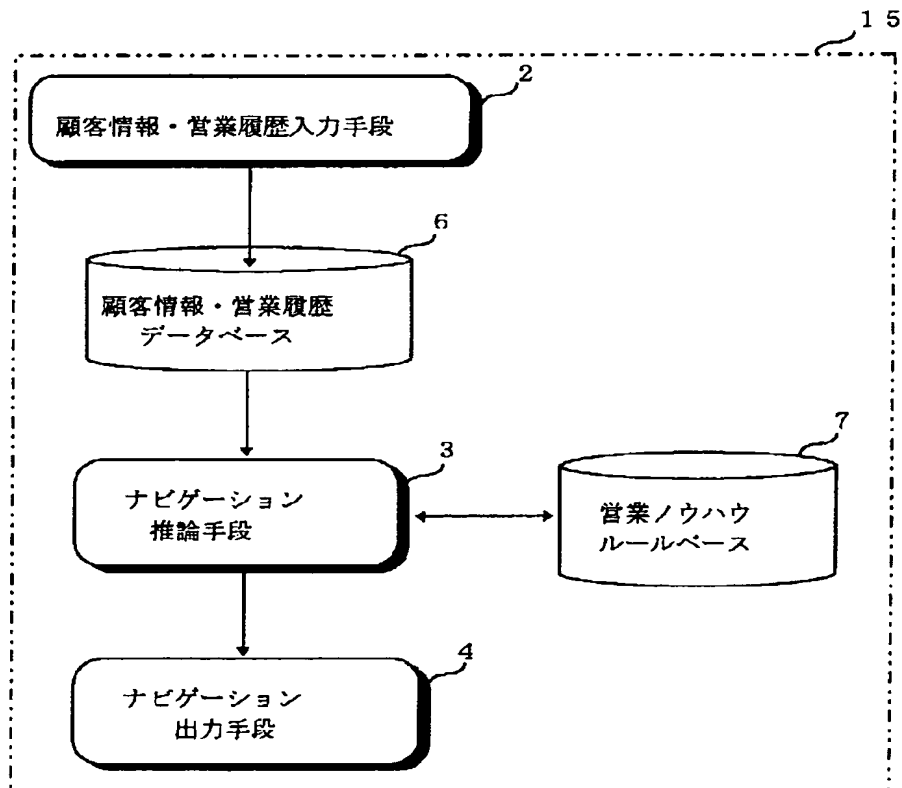 １５
2
顧客情報・営業履歴入力手段
6
顧客情報・営業履歴
データベース
3
7
ナビゲーション
推論手段
営業ノウハウ
ルールベース
4
ナビゲーション
出力手段